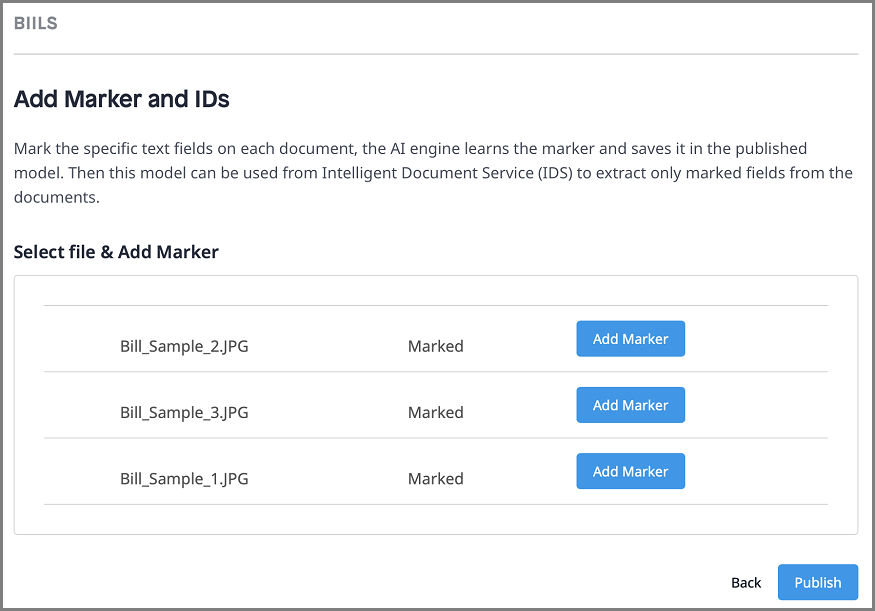 BIILS
Add Marker and IDs
Mark the specific text fields on each document, the AI engine learns the marker and saves it in the published
model. Then this model can be used from Intelligent Document Service (IDS) to extract only marked fields from the
documents.
Select file & Add Marker
Bill_Sample_2.JPG Marked Add Marker
Bill_Sample_3.JPG Marked Add Marker
Bill_Sample_1.JPG Marked Add Marker
Back Publish